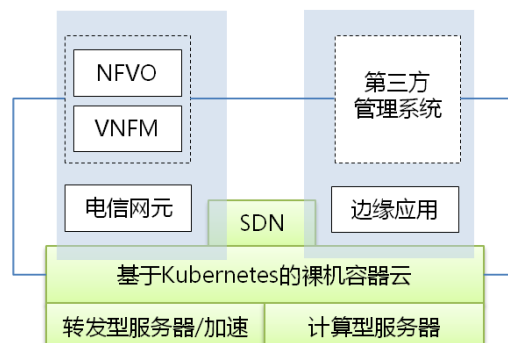 NFVO
VNFM
第三方
管理系统
电信网元
SDN
边缘应用
基于Kubernetes的裸机容器云
转发型服务器/加速
计算型服务器